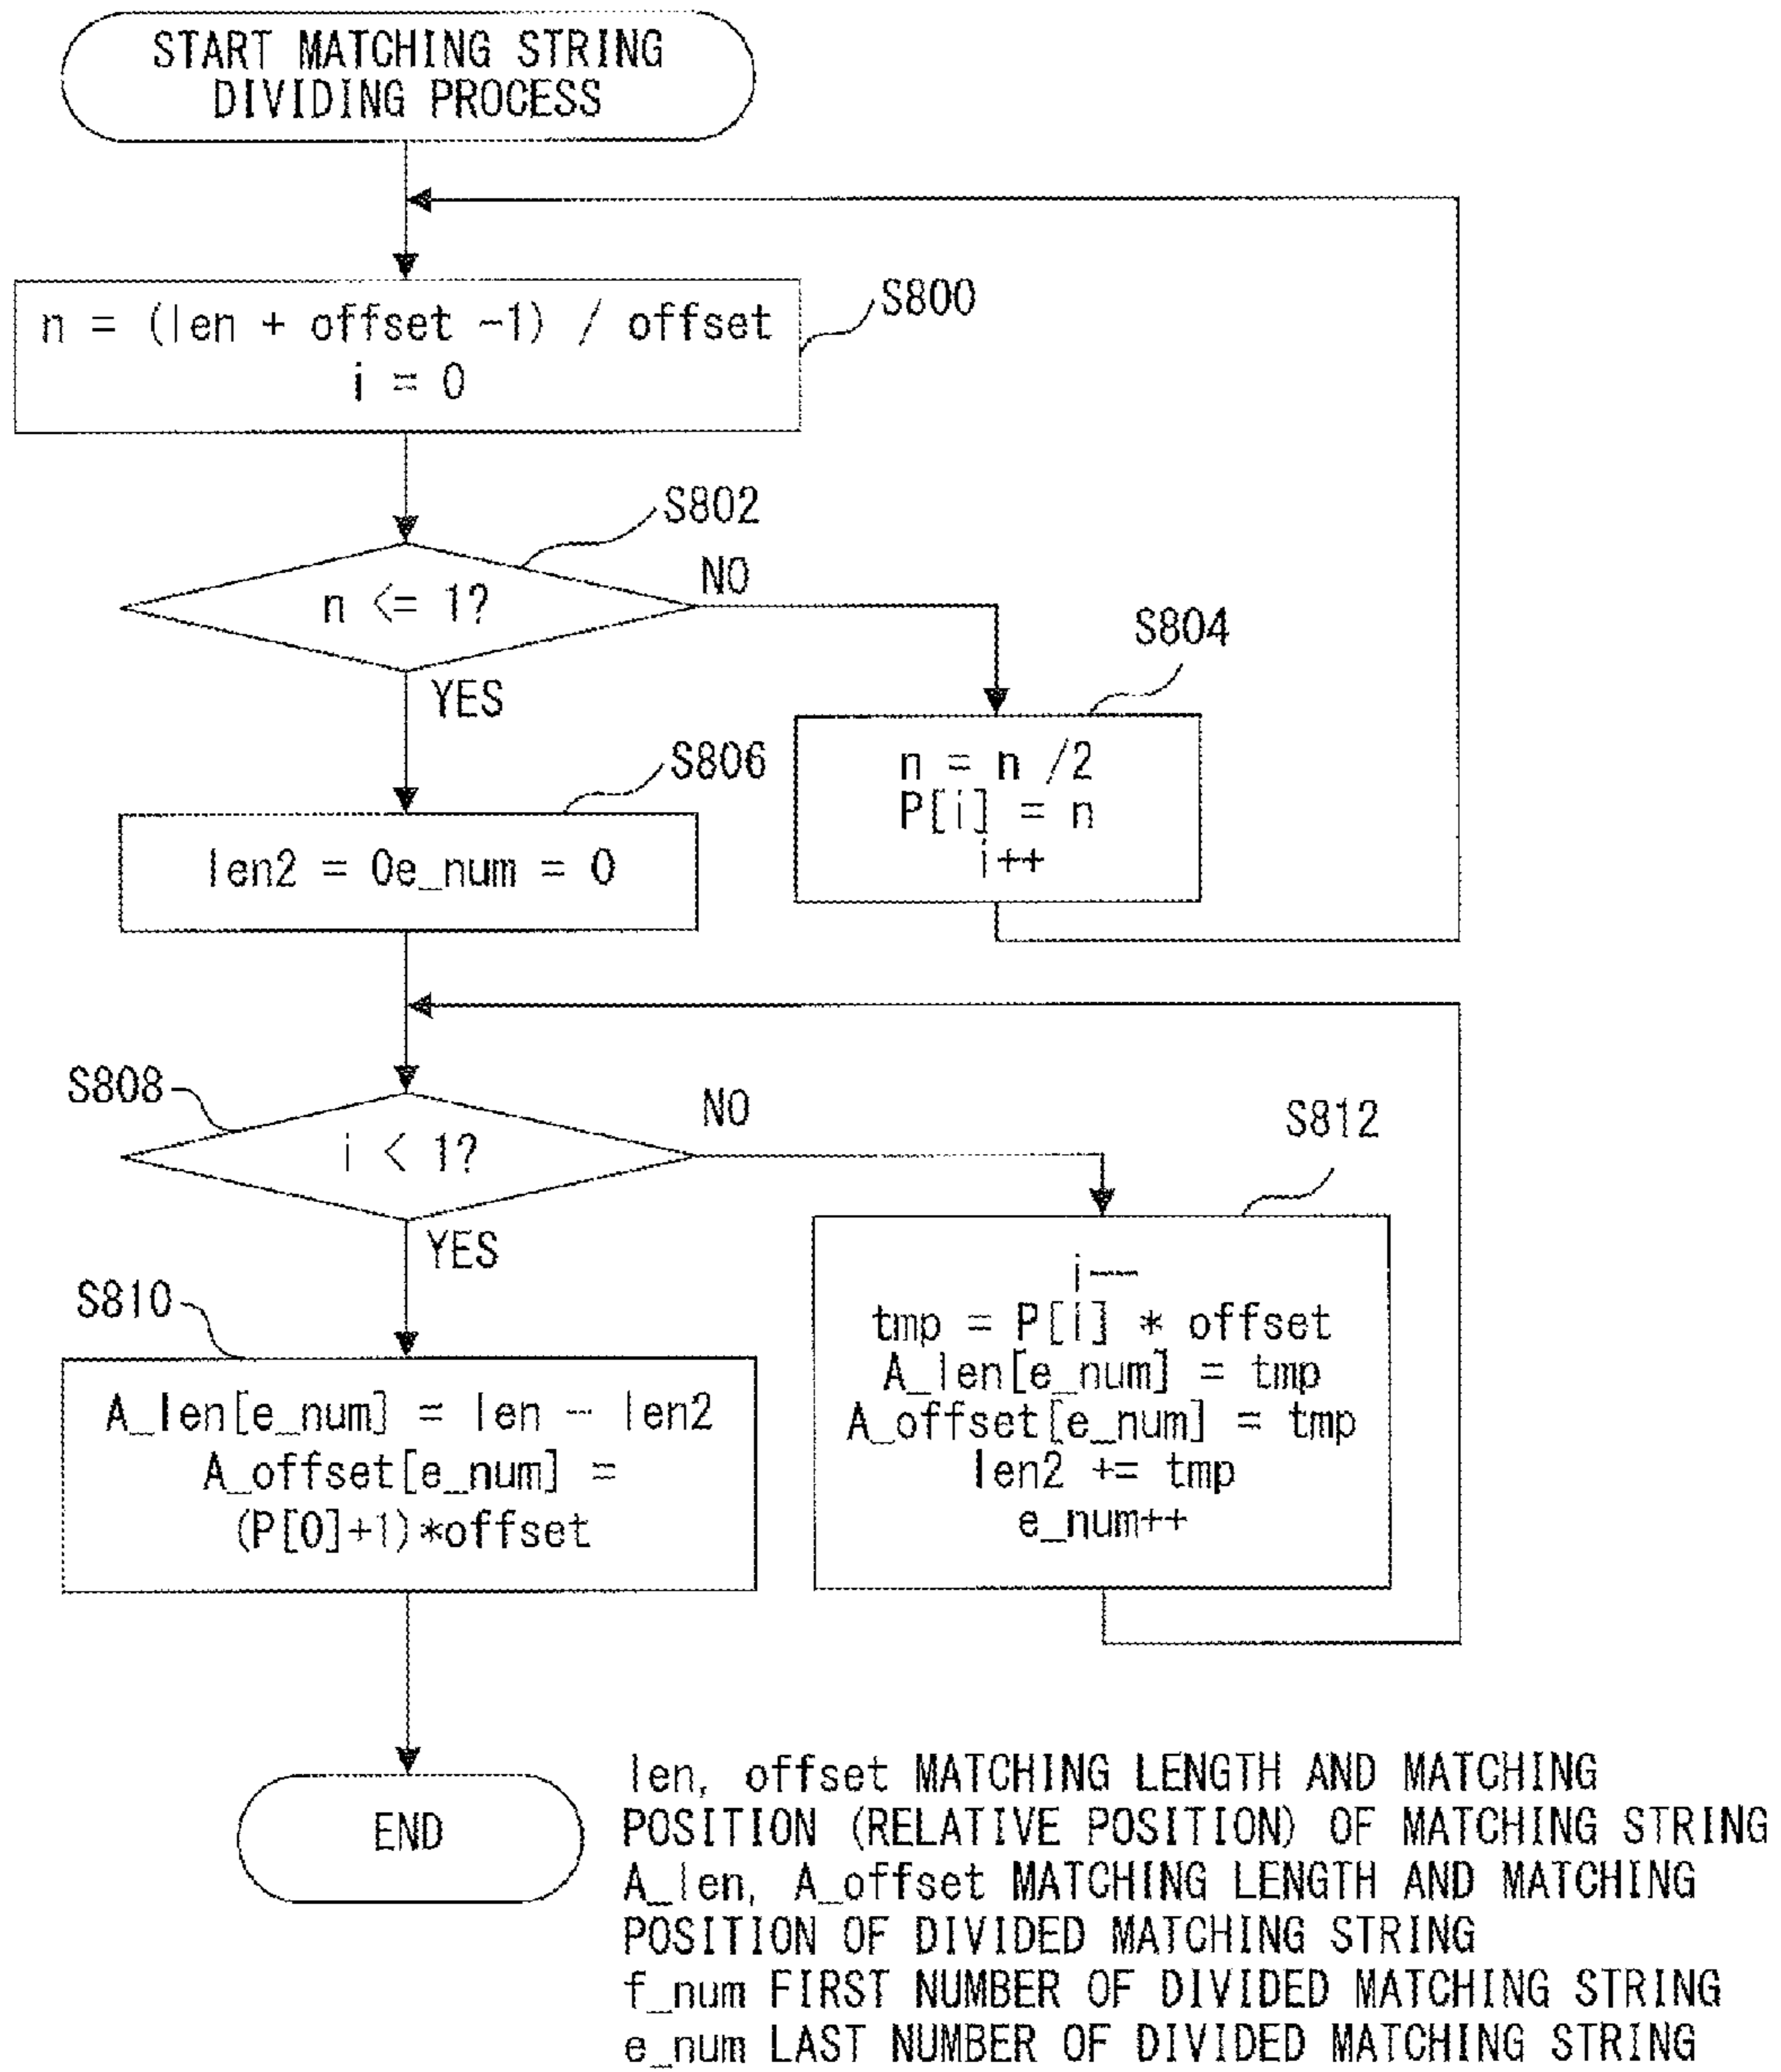 START MATCHING STRING
DIVIDING PROCESS
n = (len + offset -1) / offset
i = 0
S800
S802
n <= 1?
NO
YES
S804
n = n /2
P[i] = n
i++
S806
len2 = 0e_num = 0
S808
i < 1?
NO
YES
S812
i--
tmp = P[i] * offset
A_len[e_num] = tmp
A_offset[e_num] = tmp
len2 += tmp
e_num++
S810
A_len[e_num] = len - len2
A_offset[e_num] =
(P[0]+1)*offset
END
len, offset MATCHING LENGTH AND MATCHING
POSITION (RELATIVE POSITION) OF MATCHING STRING
A_len, A_offset MATCHING LENGTH AND MATCHING
POSITION OF DIVIDED MATCHING STRING
f_num FIRST NUMBER OF DIVIDED MATCHING STRING
e_num LAST NUMBER OF DIVIDED MATCHING STRING